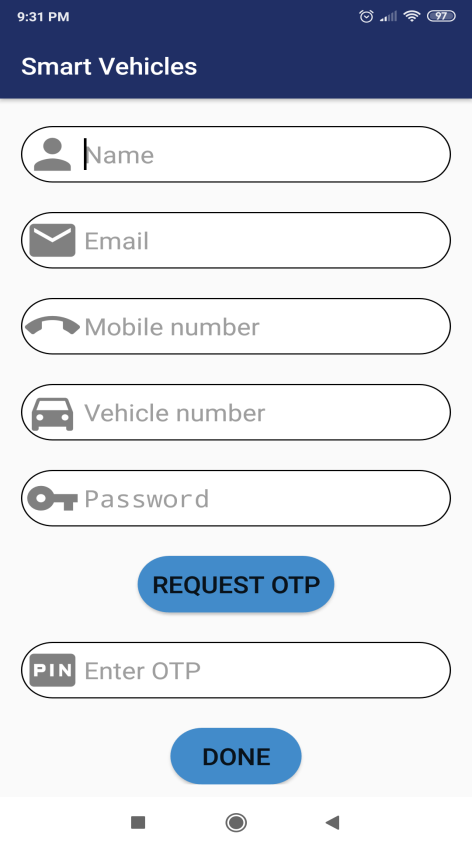 9:31 PM 97
Smart Vehicles
Name
Email
Mobile number
Vehicle number
Password
REQUEST OTP
PIN Enter OTP
DONE